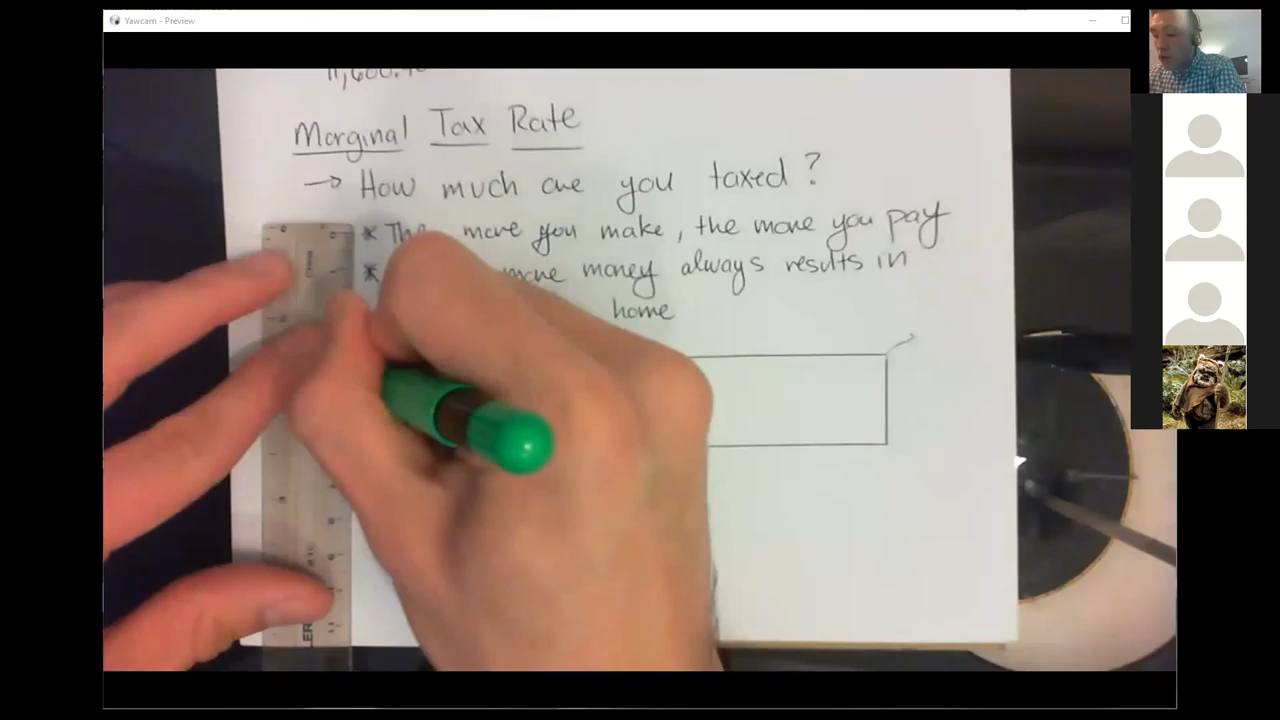 Yawcam - Preview
Marginal Tax Rate
→ How much are you taxed?
* The more you make, the more you pay
* more money always results in
home